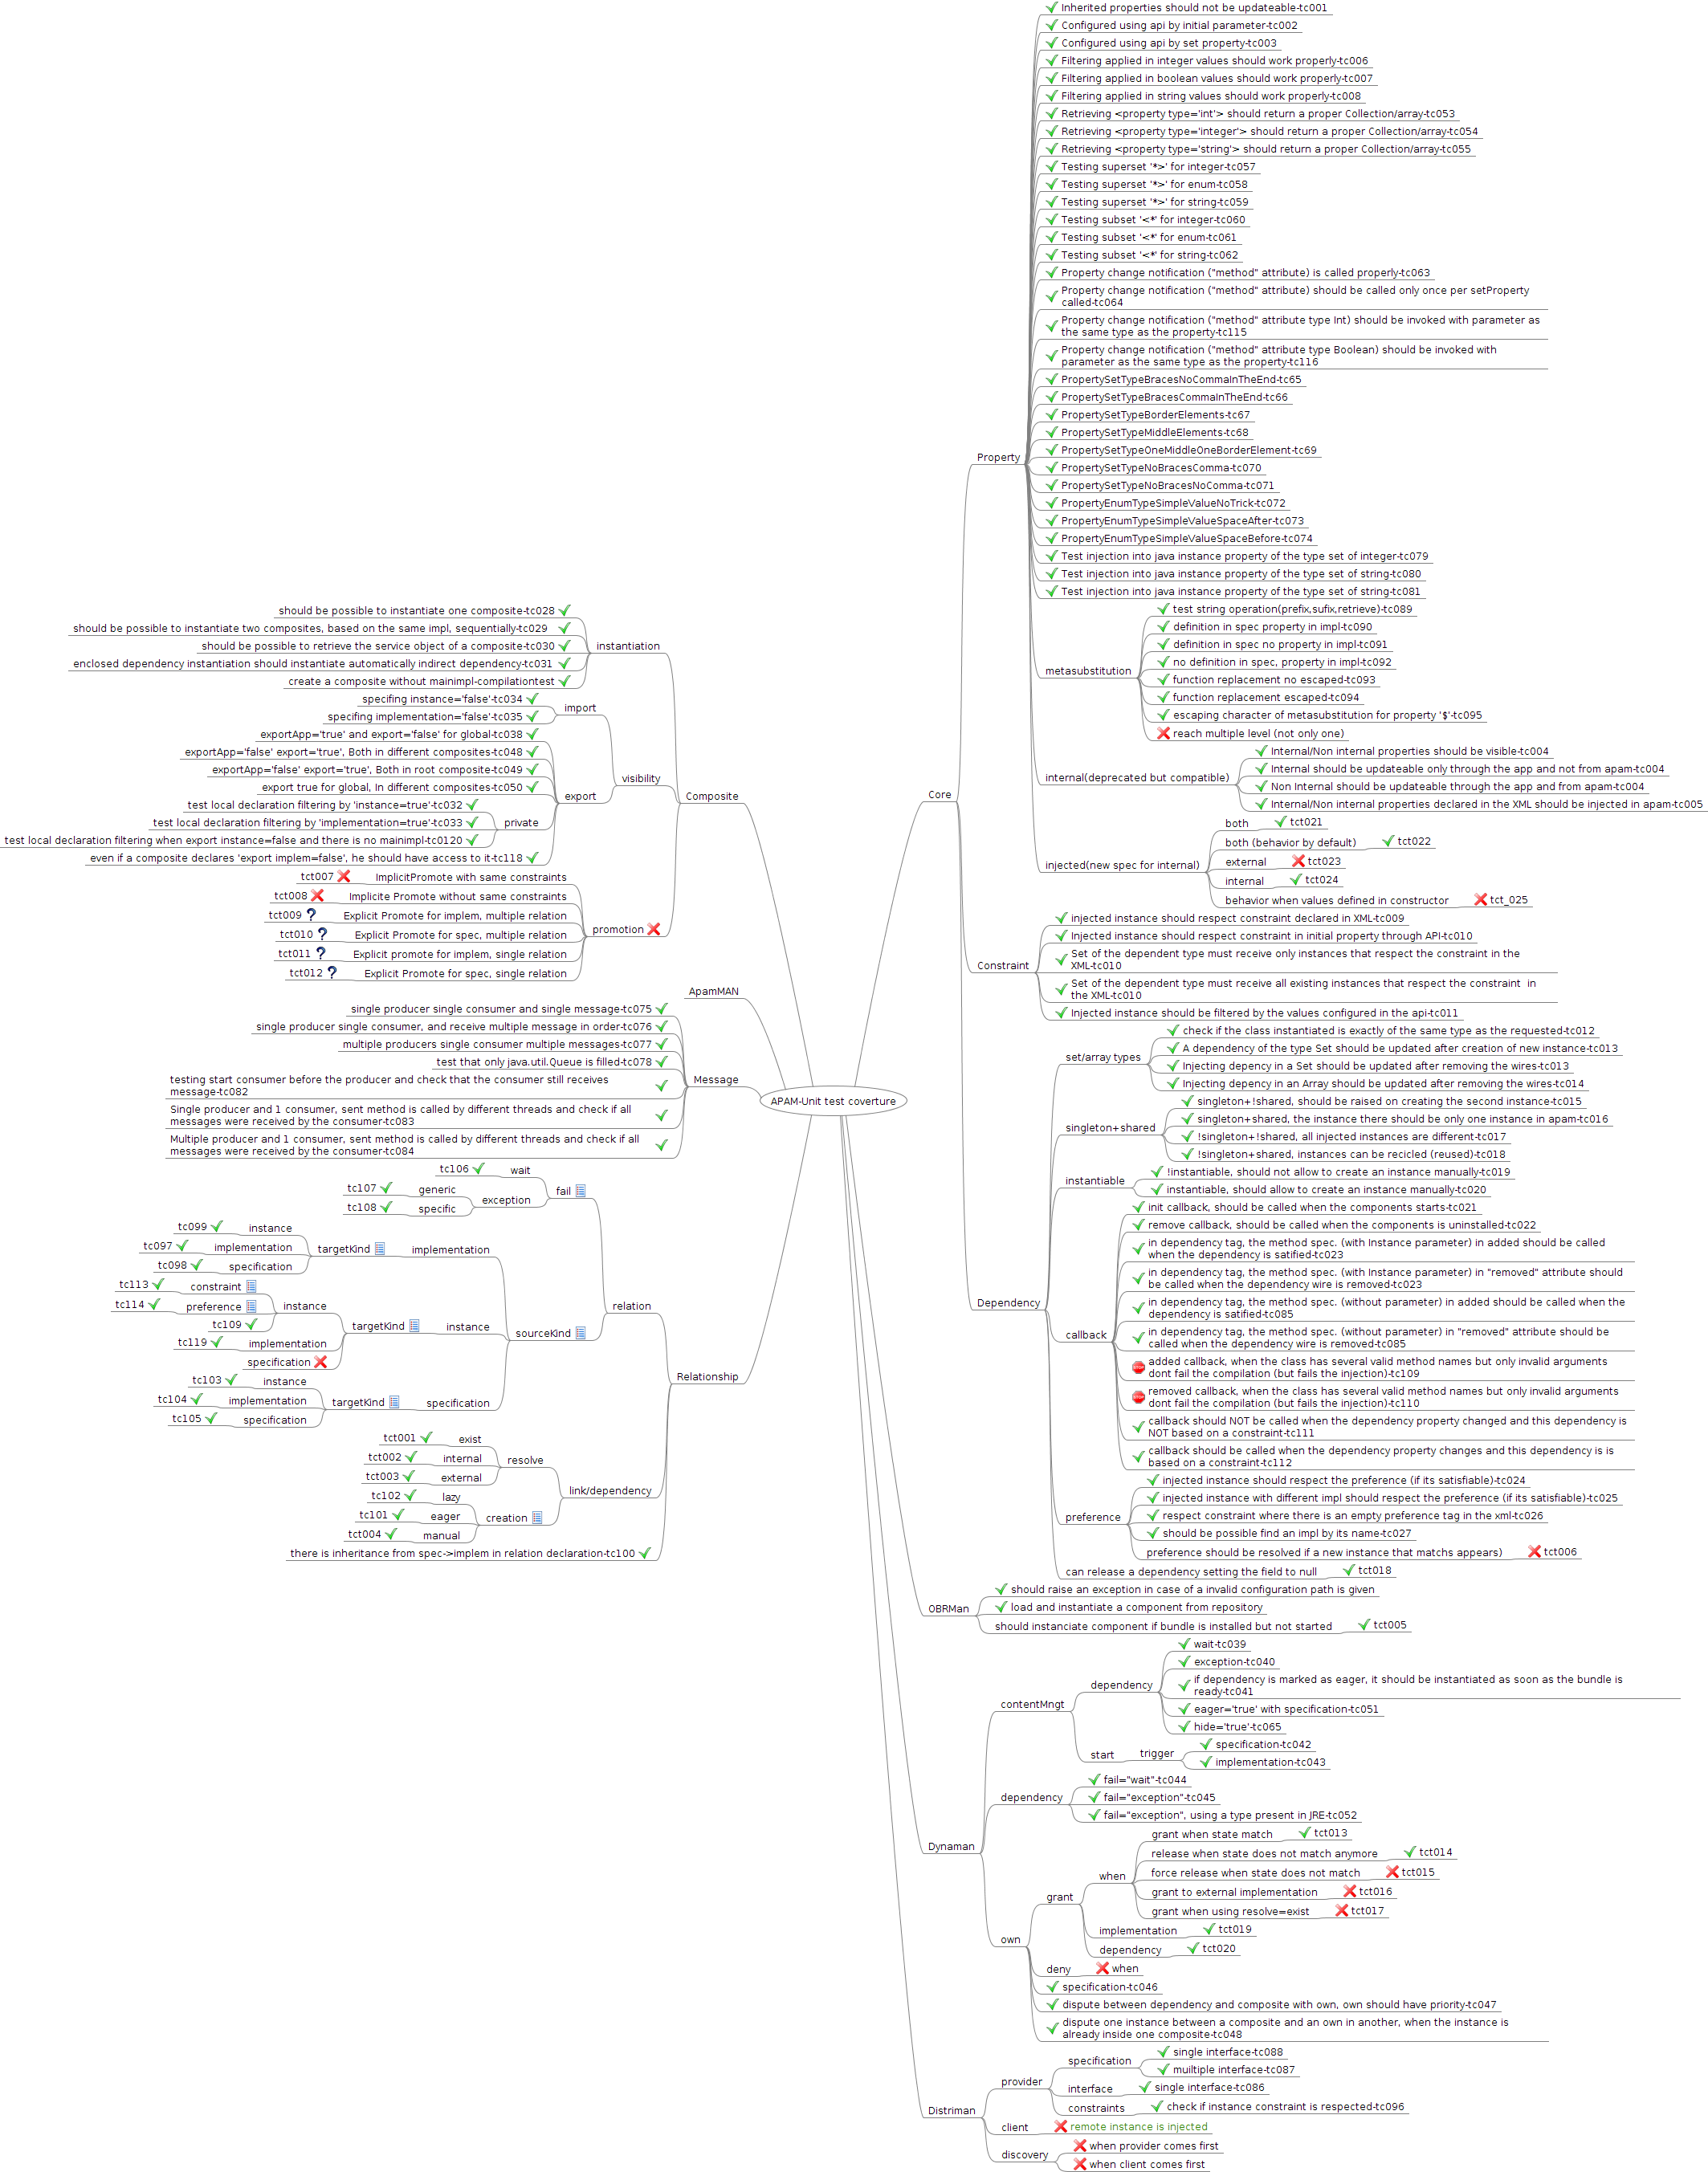 APAM-Unit test coverture
Core
Property
Inherited properties should not be updateable-tc001
Configured using api by initial parameter-tc002
Configured using api by set property-tc003
Filtering applied in integer values should work properly-tc006
Filtering applied in boolean values should work properly-tc007
Filtering applied in string values should work properly-tc008
Retrieving <property type='int'> should return a proper Collection/array-tc053
Retrieving <property type='integer'> should return a proper Collection/array-tc054
Retrieving <property type='string'> should return a proper Collection/array-tc055
Testing superset '*>' for integer-tc057
Testing superset '*>' for enum-tc058
Testing superset '*>' for string-tc059
Testing subset '<*' for integer-tc060
Testing subset '<*' for enum-tc061
Testing subset '<*' for string-tc062
Property change notification ("method" attribute) is called properly-tc063
Property change notification ("method" attribute) should be called only once per setProperty
called-tc064
Property change notification ("method" attribute type Int) should be invoked with parameter as
the same type as the property-tc115
Property change notification ("method" attribute type Boolean) should be invoked with
parameter as the same type as the property-tc116
PropertySetTypeBracesNoCommaInTheEnd-tc65
PropertySetTypeBracesCommaInTheEnd-tc66
PropertySetTypeBorderElements-tc67
PropertySetTypeMiddleElements-tc68
PropertySetTypeOneMiddleOneBorderElement-tc69
PropertySetTypeNoBracesComma-tc070
PropertySetTypeNoBracesNoComma-tc071
PropertyEnumTypeSimpleValueNoTrick-tc072
PropertyEnumTypeSimpleValueSpaceAfter-tc073
PropertyEnumTypeSimpleValueSpaceBefore-tc074
Test injection into java instance property of the type set of integer-tc079
Test injection into java instance property of the type set of string-tc080
Test injection into java instance property of the type set of string-tc081
metasubstitution
test string operation(prefix,sufix,retrieve)-tc089
definition in spec property in impl-tc090
definition in spec no property in impl-tc091
no definition in spec, property in impl-tc092
function replacement no escaped-tc093
function replacement escaped-tc094
escaping character of metasubstitution for property '$'-tc095
reach multiple level (not only one)
internal(deprecated but compatible)
Internal/Non internal properties should be visible-tc004
Internal should be updateable only through the app and not from apam-tc004
Non Internal should be updateable through the app and from apam-tc004
Internal/Non internal properties declared in the XML should be injected in apam-tc005
injected(new spec for internal)
both tct021
both (behavior by default) tct022
external tct023
internal tct024
behavior when values defined in constructor tct_025
Constraint
injected instance should respect constraint declared in XML-tc009
Injected instance should respect constraint in initial property through API-tc010
Set of the dependent type must receive only instances that respect the constraint in the
XML-tc010
Set of the dependent type must receive all existing instances that respect the constraint in
the XML-tc010
Injected instance should be filtered by the values configured in the api-tc011
Dependency
set/array types
check if the class instantiated is exactly of the same type as the requested-tc012
A dependency of the type Set should be updated after creation of new instance-tc013
Injecting depency in a Set should be updated after removing the wires-tc013
Injecting depency in an Array should be updated after removing the wires-tc014
singleton+shared
singleton+!shared, should be raised on creating the second instance-tc015
singleton+shared, the instance there should be only one instance in apam-tc016
!singleton+!shared, all injected instances are different-tc017
!singleton+shared, instances can be recicled (reused)-tc018
instantiable
!instantiable, should not allow to create an instance manually-tc019
instantiable, should allow to create an instance manually-tc020
callback
init callback, should be called when the components starts-tc021
remove callback, should be called when the components is uninstalled-tc022
in dependency tag, the method spec. (with Instance parameter) in added should be called
when the dependency is satified-tc023
in dependency tag, the method spec. (with Instance parameter) in "removed" attribute should
be called when the dependency wire is removed-tc023
in dependency tag, the method spec. (without parameter) in added should be called when the
dependency is satified-tc085
in dependency tag, the method spec. (without parameter) in "removed" attribute should be
called when the dependency wire is removed-tc085
added callback, when the class has several valid method names but only invalid arguments
dont fail the compilation (but fails the injection)-tc109
removed callback, when the class has several valid method names but only invalid arguments
dont fail the compilation (but fails the injection)-tc110
callback should NOT be called when the dependency property changed and this dependency is
NOT based on a constraint-tc111
callback should be called when the dependency property changes and this dependency is is
based on a constraint-tc112
preference
injected instance should respect the preference (if its satisfiable)-tc024
injected instance with different impl should respect the preference (if its satisfiable)-tc025
respect constraint where there is an empty preference tag in the xml-tc026
should be possible find an impl by its name-tc027
preference should be resolved if a new instance that matchs appears) tct006
can release a dependency setting the field to null tct018
OBRMan
should raise an exception in case of a invalid configuration path is given
load and instantiate a component from repository
should instanciate component if bundle is installed but not started tct005
Dynaman
contentMngt
dependency
wait-tc039
exception-tc040
if dependency is marked as eager, it should be instantiated as soon as the bundle is
ready-tc041
eager='true' with specification-tc051
hide='true'-tc065
start
trigger
specification-tc042
implementation-tc043
dependency
fail="wait"-tc044
fail="exception"-tc045
fail="exception", using a type present in JRE-tc052
own
grant
when
grant when state match tct013
release when state does not match anymore tct014
force release when state does not match tct015
grant to external implementation tct016
grant when using resolve=exist tct017
implementation tct019
dependency tct020
deny when
specification-tc046
dispute between dependency and composite with own, own should have priority-tc047
dispute one instance between a composite and an own in another, when the instance is
already inside one composite-tc048
Distriman
provider
specification
single interface-tc088
muiltiple interface-tc087
interface single interface-tc086
constraints check if instance constraint is respected-tc096
client remote instance is injected
discovery
when provider comes first
when client comes first
Composite
instantiation
should be possible to instantiate one composite-tc028
should be possible to instantiate two composites, based on the same impl, sequentially-tc029
should be possible to retrieve the service object of a composite-tc030
enclosed dependency instantiation should instantiate automatically indirect dependency-tc031
create a composite without mainimpl-compilationtest
visibility
import
specifing instance='false'-tc034
specifing implementation='false'-tc035
export
exportApp='true' and export='false' for global-tc038
exportApp='false' export='true', Both in different composites-tc048
exportApp='false' export='true', Both in root composite-tc049
export true for global, In different composites-tc050
private
test local declaration filtering by 'instance=true'-tc032
test local declaration filtering by 'implementation=true'-tc033
test local declaration filtering when export instance=false and there is no mainimpl-tc0120
even if a composite declares 'export implem=false', he should have access to it-tc118
promotion
tct007 ImplicitPromote with same constraints
tct008 Implicite Promote without same constraints
tct009 Explicit Promote for implem, multiple relation
tct010 Explicit Promote for spec, multiple relation
tct011 Explicit promote for implem, single relation
tct012 Explicit Promote for spec, single relation
ApamMAN
Message
single producer single consumer and single message-tc075
single producer single consumer, and receive multiple message in order-tc076
multiple producers single consumer multiple messages-tc077
test that only java.util.Queue is filled-tc078
testing start consumer before the producer and check that the consumer still receives
message-tc082
Single producer and 1 consumer, sent method is called by different threads and check if all
messages were received by the consumer-tc083
Multiple producer and 1 consumer, sent method is called by different threads and check if all
messages were received by the consumer-tc084
Relationship
relation
fail
tc106 wait
exception
tc107 generic
tc108 specific
sourceKind
implementation
targetKind
tc099 instance
tc097 implementation
tc098 specification
instance
targetKind
instance
tc113 constraint
tc114 preference
tc109
tc119 implementation
specification
specification
targetKind
tc103 instance
tc104 implementation
tc105 specification
link/dependency
resolve
tct001 exist
tct002 internal
tct003 external
creation
tc102 lazy
tc101 eager
tct004 manual
there is inheritance from spec->implem in relation declaration-tc100